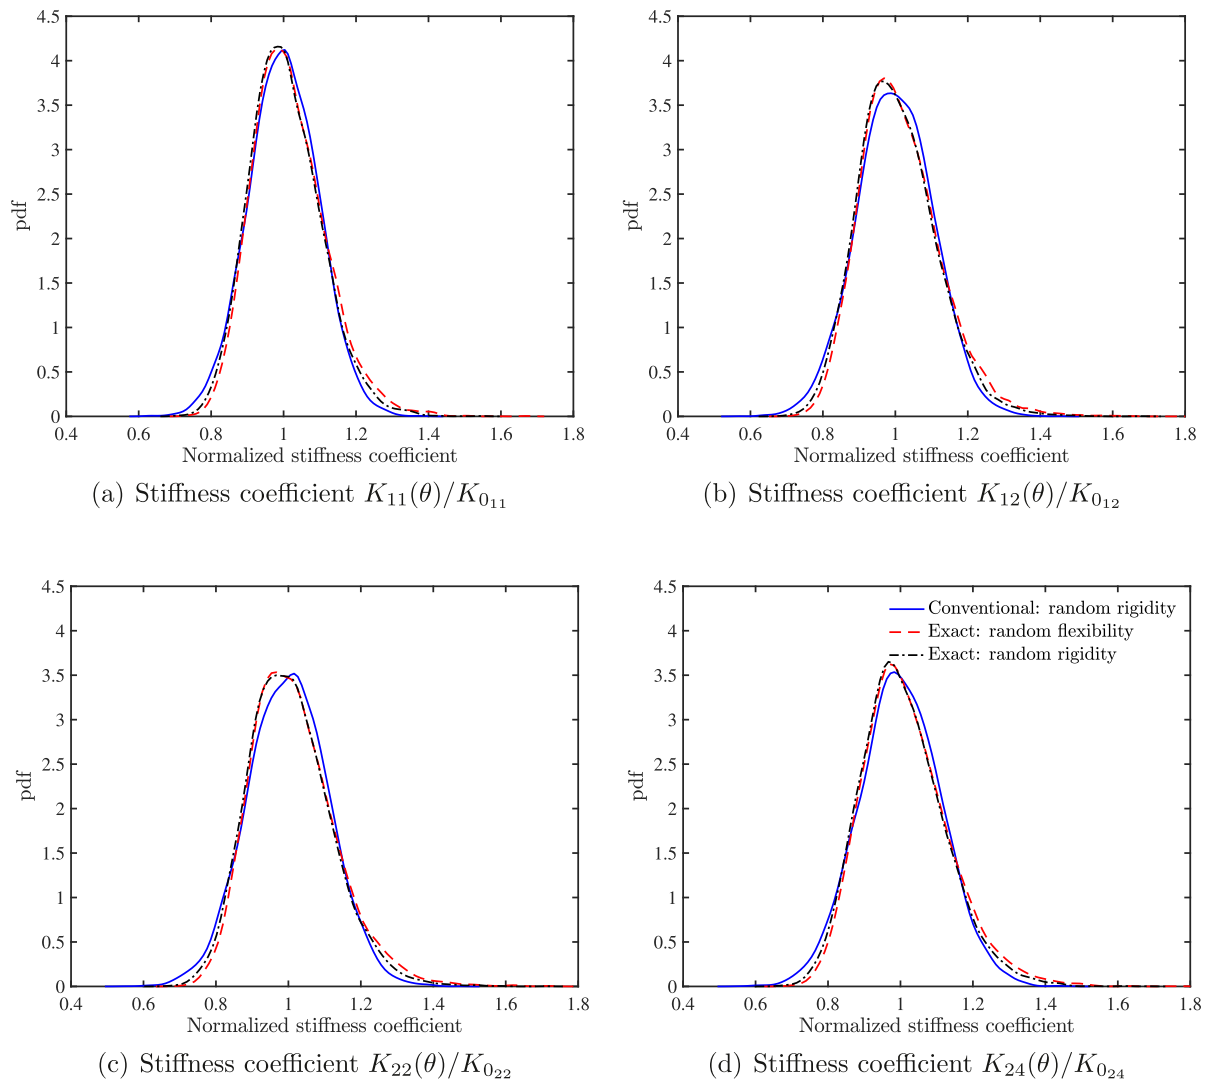 4.5
4
3.5
3
2.5
2
1.5
1
0.5
0
pdf
0.4 0.6 0.8 1 1.2 1.4 1.6 1.8
Normalized stiffness coefficient
(a) Stiffness coefficient K₁₁(θ)/K₀₁₁
4.5
4
3.5
3
2.5
2
1.5
1
0.5
0
pdf
0.4 0.6 0.8 1 1.2 1.4 1.6 1.8
Normalized stiffness coefficient
(b) Stiffness coefficient K₁₂(θ)/K₀₁₂
4.5
4
3.5
3
2.5
2
1.5
1
0.5
0
pdf
0.4 0.6 0.8 1 1.2 1.4 1.6 1.8
Normalized stiffness coefficient
(c) Stiffness coefficient K₂₂(θ)/K₀₂₂
4.5
4
3.5
3
2.5
2
1.5
1
0.5
0
pdf
Conventional: random rigidity
Exact: random flexibility
Exact: random rigidity
0.4 0.6 0.8 1 1.2 1.4 1.6 1.8
Normalized stiffness coefficient
(d) Stiffness coefficient K₂₄(θ)/K₀₂₄